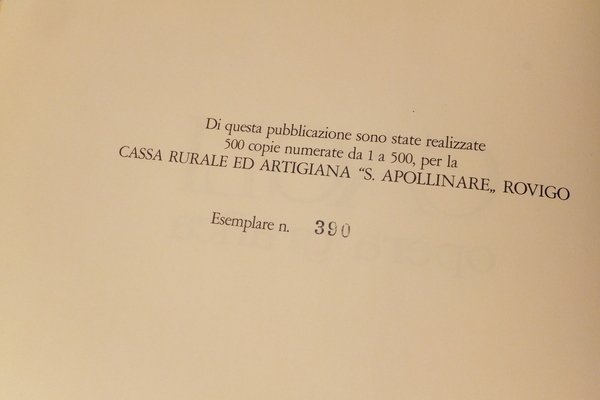 Di questa pubblicazione sono state realizzate
500 copie numerate da 1 a 500, per la
CASSA RURALE ED ARTIGIANA “S. APOLLINARE„ ROVIGO
Esemplare n. 390